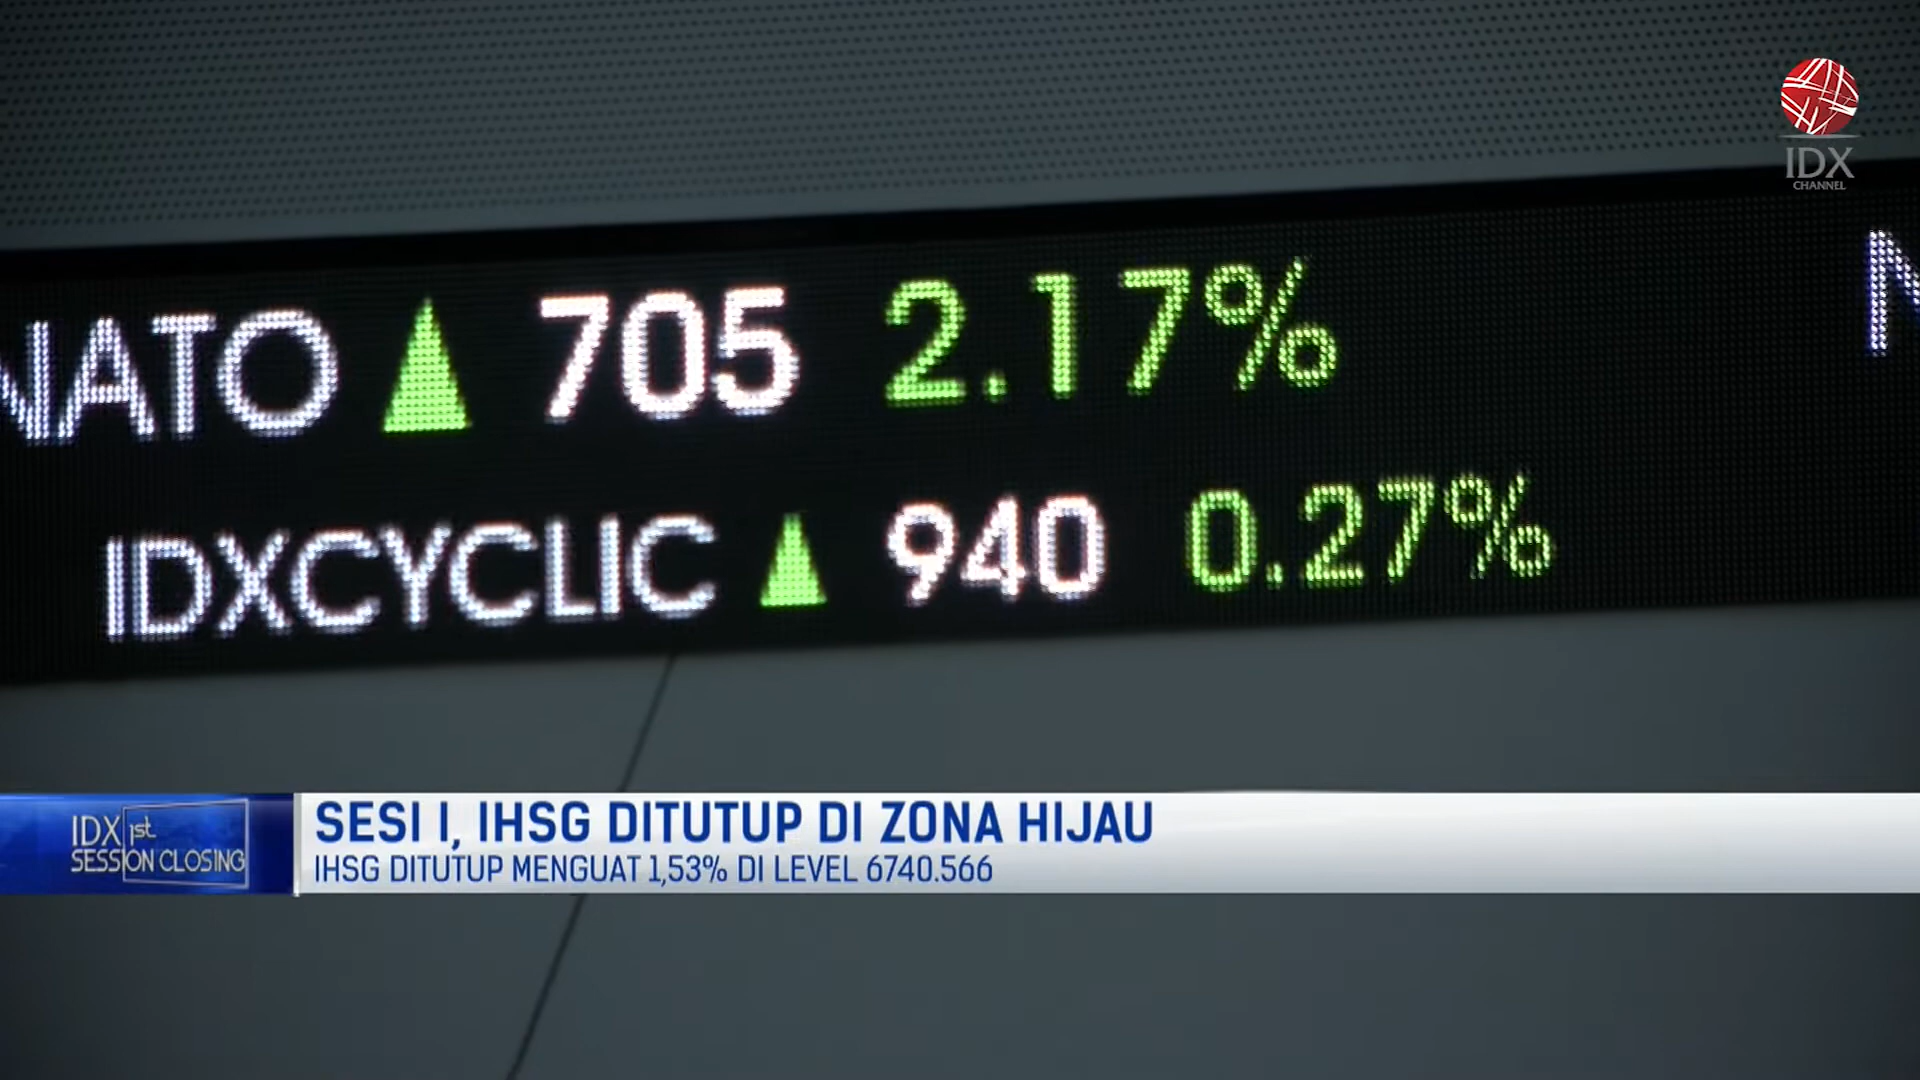 IDX
CHANNEL
NATO ▲ 705 2.17%
IDXCYCLIC ▲ 940 0.27%
IDX 1st
SESSION CLOSING
SESI I, IHSG DITUTUP DI ZONA HIJAU
IHSG DITUTUP MENGUAT 1,53% DI LEVEL 6740.566